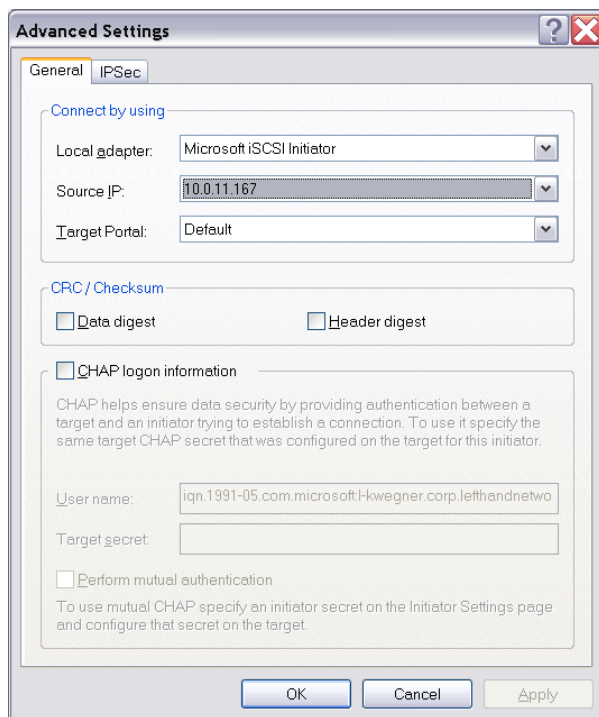 Advanced Settings
General IPSec
Connect by using
Local adapter: Microsoft iSCSI Initiator
Source IP: 10.0.11.167
Target Portal: Default
CRC / Checksum
Data digest Header digest
CHAP logon information
CHAP helps ensure data security by providing authentication between a
target and an initiator trying to establish a connection. To use it specify the
same target CHAP secret that was configured on the target for this initiator.
User name: iqn.1991-05.com.microsoft:l-kwegner.corp.lefthandnetwo
Target secret:
Perform mutual authentication
To use mutual CHAP specify an initiator secret on the Initiator Settings page
and configure that secret on the target.
OK Cancel Apply